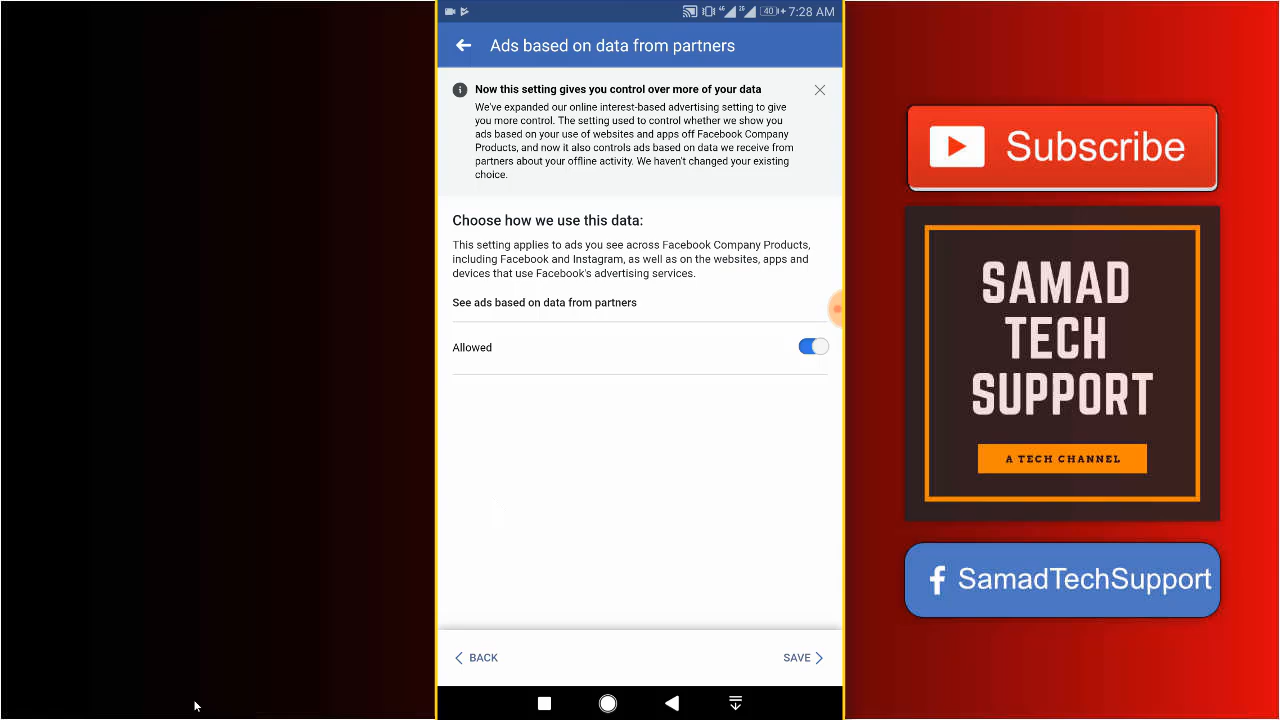 40 7:28 AM
Ads based on data from partners
Now this setting gives you control over more of your data
We've expanded our online interest-based advertising setting to give
you more control. The setting used to control whether we show you
ads based on your use of websites and apps off Facebook Company
Products, and now it also controls ads based on data we receive from
partners about your offline activity. We haven't changed your existing
choice.
Choose how we use this data:
This setting applies to ads you see across Facebook Company Products,
including Facebook and Instagram, as well as on the websites, apps and
devices that use Facebook's advertising services.
See ads based on data from partners
Allowed
BACK
SAVE
Subscribe
SAMAD
TECH
SUPPORT
A TECH CHANNEL
SamadTechSupport